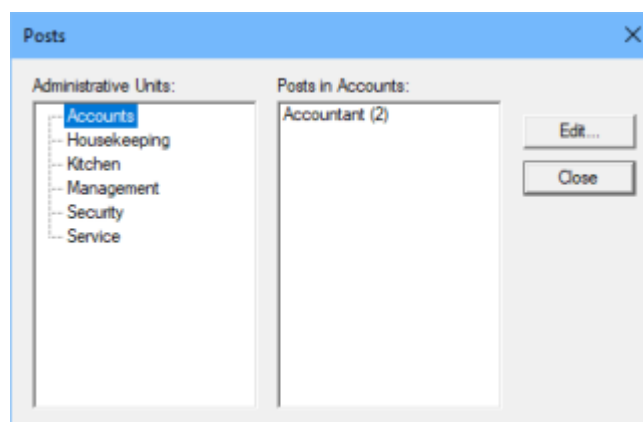 Posts
Administrative Units:
Accounts
Housekeeping
Kitchen
Management
Security
Service
Posts in Accounts:
Accountant (2)
Edit...
Close